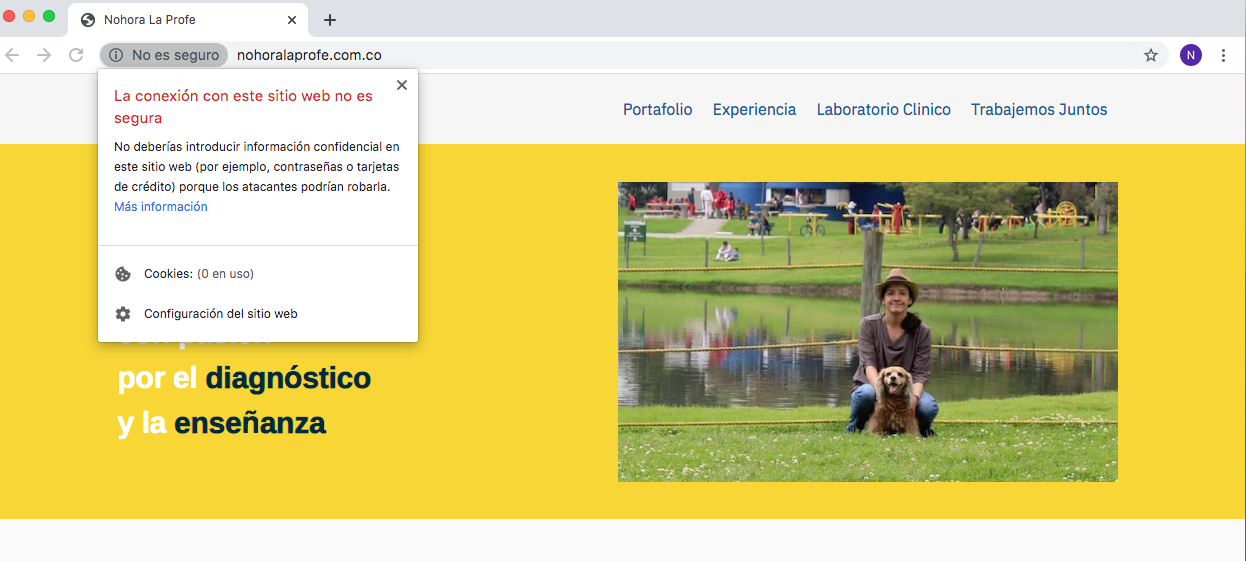 Nohora La Profe
No es seguro nohoralaprofe.com.co
N
La conexión con este sitio web no es
segura
No deberías introducir información confidencial en
este sitio web (por ejemplo, contraseñas o tarjetas
de crédito) porque los atacantes podrían robarla.
Más información
Cookies: (0 en uso)
Configuración del sitio web
Portafolio Experiencia Laboratorio Clinico Trabajemos Juntos
por el diagnóstico
y la enseñanza